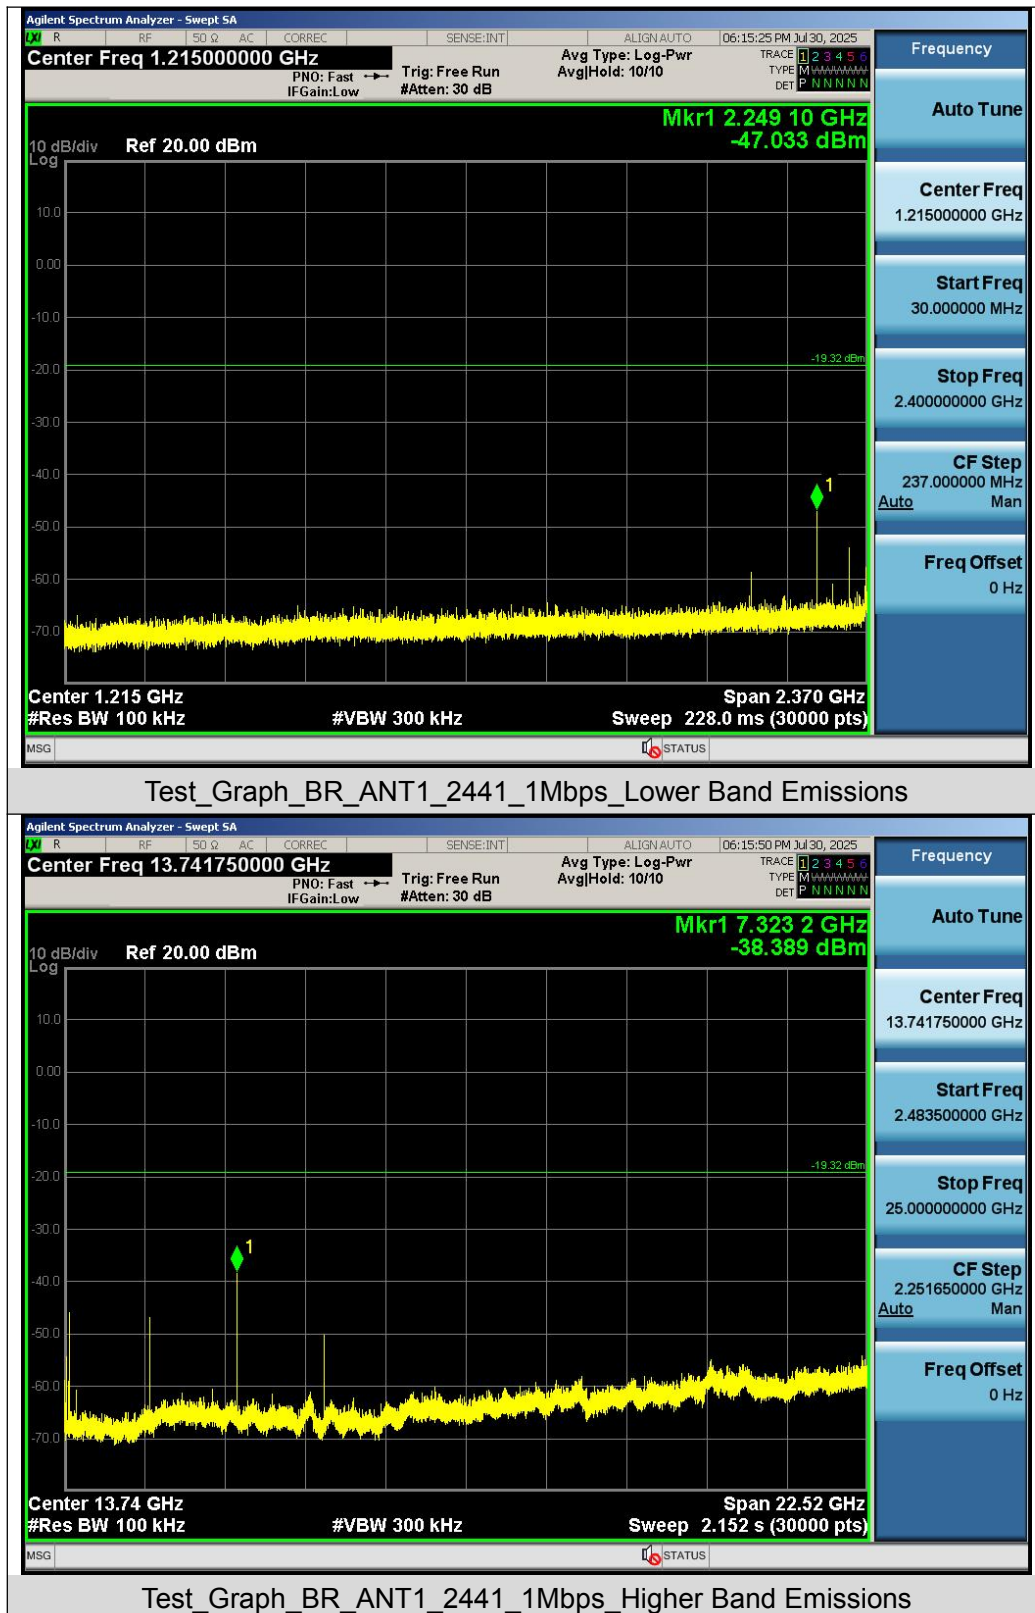 Agilent Spectrum Analyzer - Swept SA
LXI R RF 50 Ω AC CORREC SENSE:INT ALIGN AUTO 06:15:25 PM Jul 30, 2025
Center Freq 1.215000000 GHz
PNO: Fast
IFGain:Low
Trig: Free Run
#Atten: 30 dB
Avg Type: Log-Pwr
Avg|Hold: 10/10
TRACE 1 2 3 4 5 6
TYPE M
DET P N N N N N
Frequency
Auto Tune
Center Freq
1.215000000 GHz
Start Freq
30.000000 MHz
Stop Freq
2.400000000 GHz
CF Step
237.000000 MHz
Auto Man
Freq Offset
0 Hz
Mkr1 2.249 10 GHz
-47.033 dBm
10 dB/div Ref 20.00 dBm
Log
10.0
0.00
-10.0
-19.32 dBm
-20.0
-30.0
-40.0
1
-50.0
-60.0
-70.0
Center 1.215 GHz Span 2.370 GHz
#Res BW 100 kHz #VBW 300 kHz Sweep 228.0 ms (30000 pts)
MSG STATUS
Test_Graph_BR_ANT1_2441_1Mbps_Lower Band Emissions
Agilent Spectrum Analyzer - Swept SA
LXI R RF 50 Ω AC CORREC SENSE:INT ALIGN AUTO 06:15:50 PM Jul 30, 2025
Center Freq 13.741750000 GHz
PNO: Fast
IFGain:Low
Trig: Free Run
#Atten: 30 dB
Avg Type: Log-Pwr
Avg|Hold: 10/10
TRACE 1 2 3 4 5 6
TYPE M
DET P N N N N N
Frequency
Auto Tune
Center Freq
13.741750000 GHz
Start Freq
2.483500000 GHz
Stop Freq
25.000000000 GHz
CF Step
2.251650000 GHz
Auto Man
Freq Offset
0 Hz
Mkr1 7.323 2 GHz
-38.389 dBm
10 dB/div Ref 20.00 dBm
Log
10.0
0.00
-10.0
-19.32 dBm
-20.0
-30.0
1
-40.0
-50.0
-60.0
-70.0
Center 13.74 GHz Span 22.52 GHz
#Res BW 100 kHz #VBW 300 kHz Sweep 2.152 s (30000 pts)
MSG STATUS
Test_Graph_BR_ANT1_2441_1Mbps_Higher Band Emissions